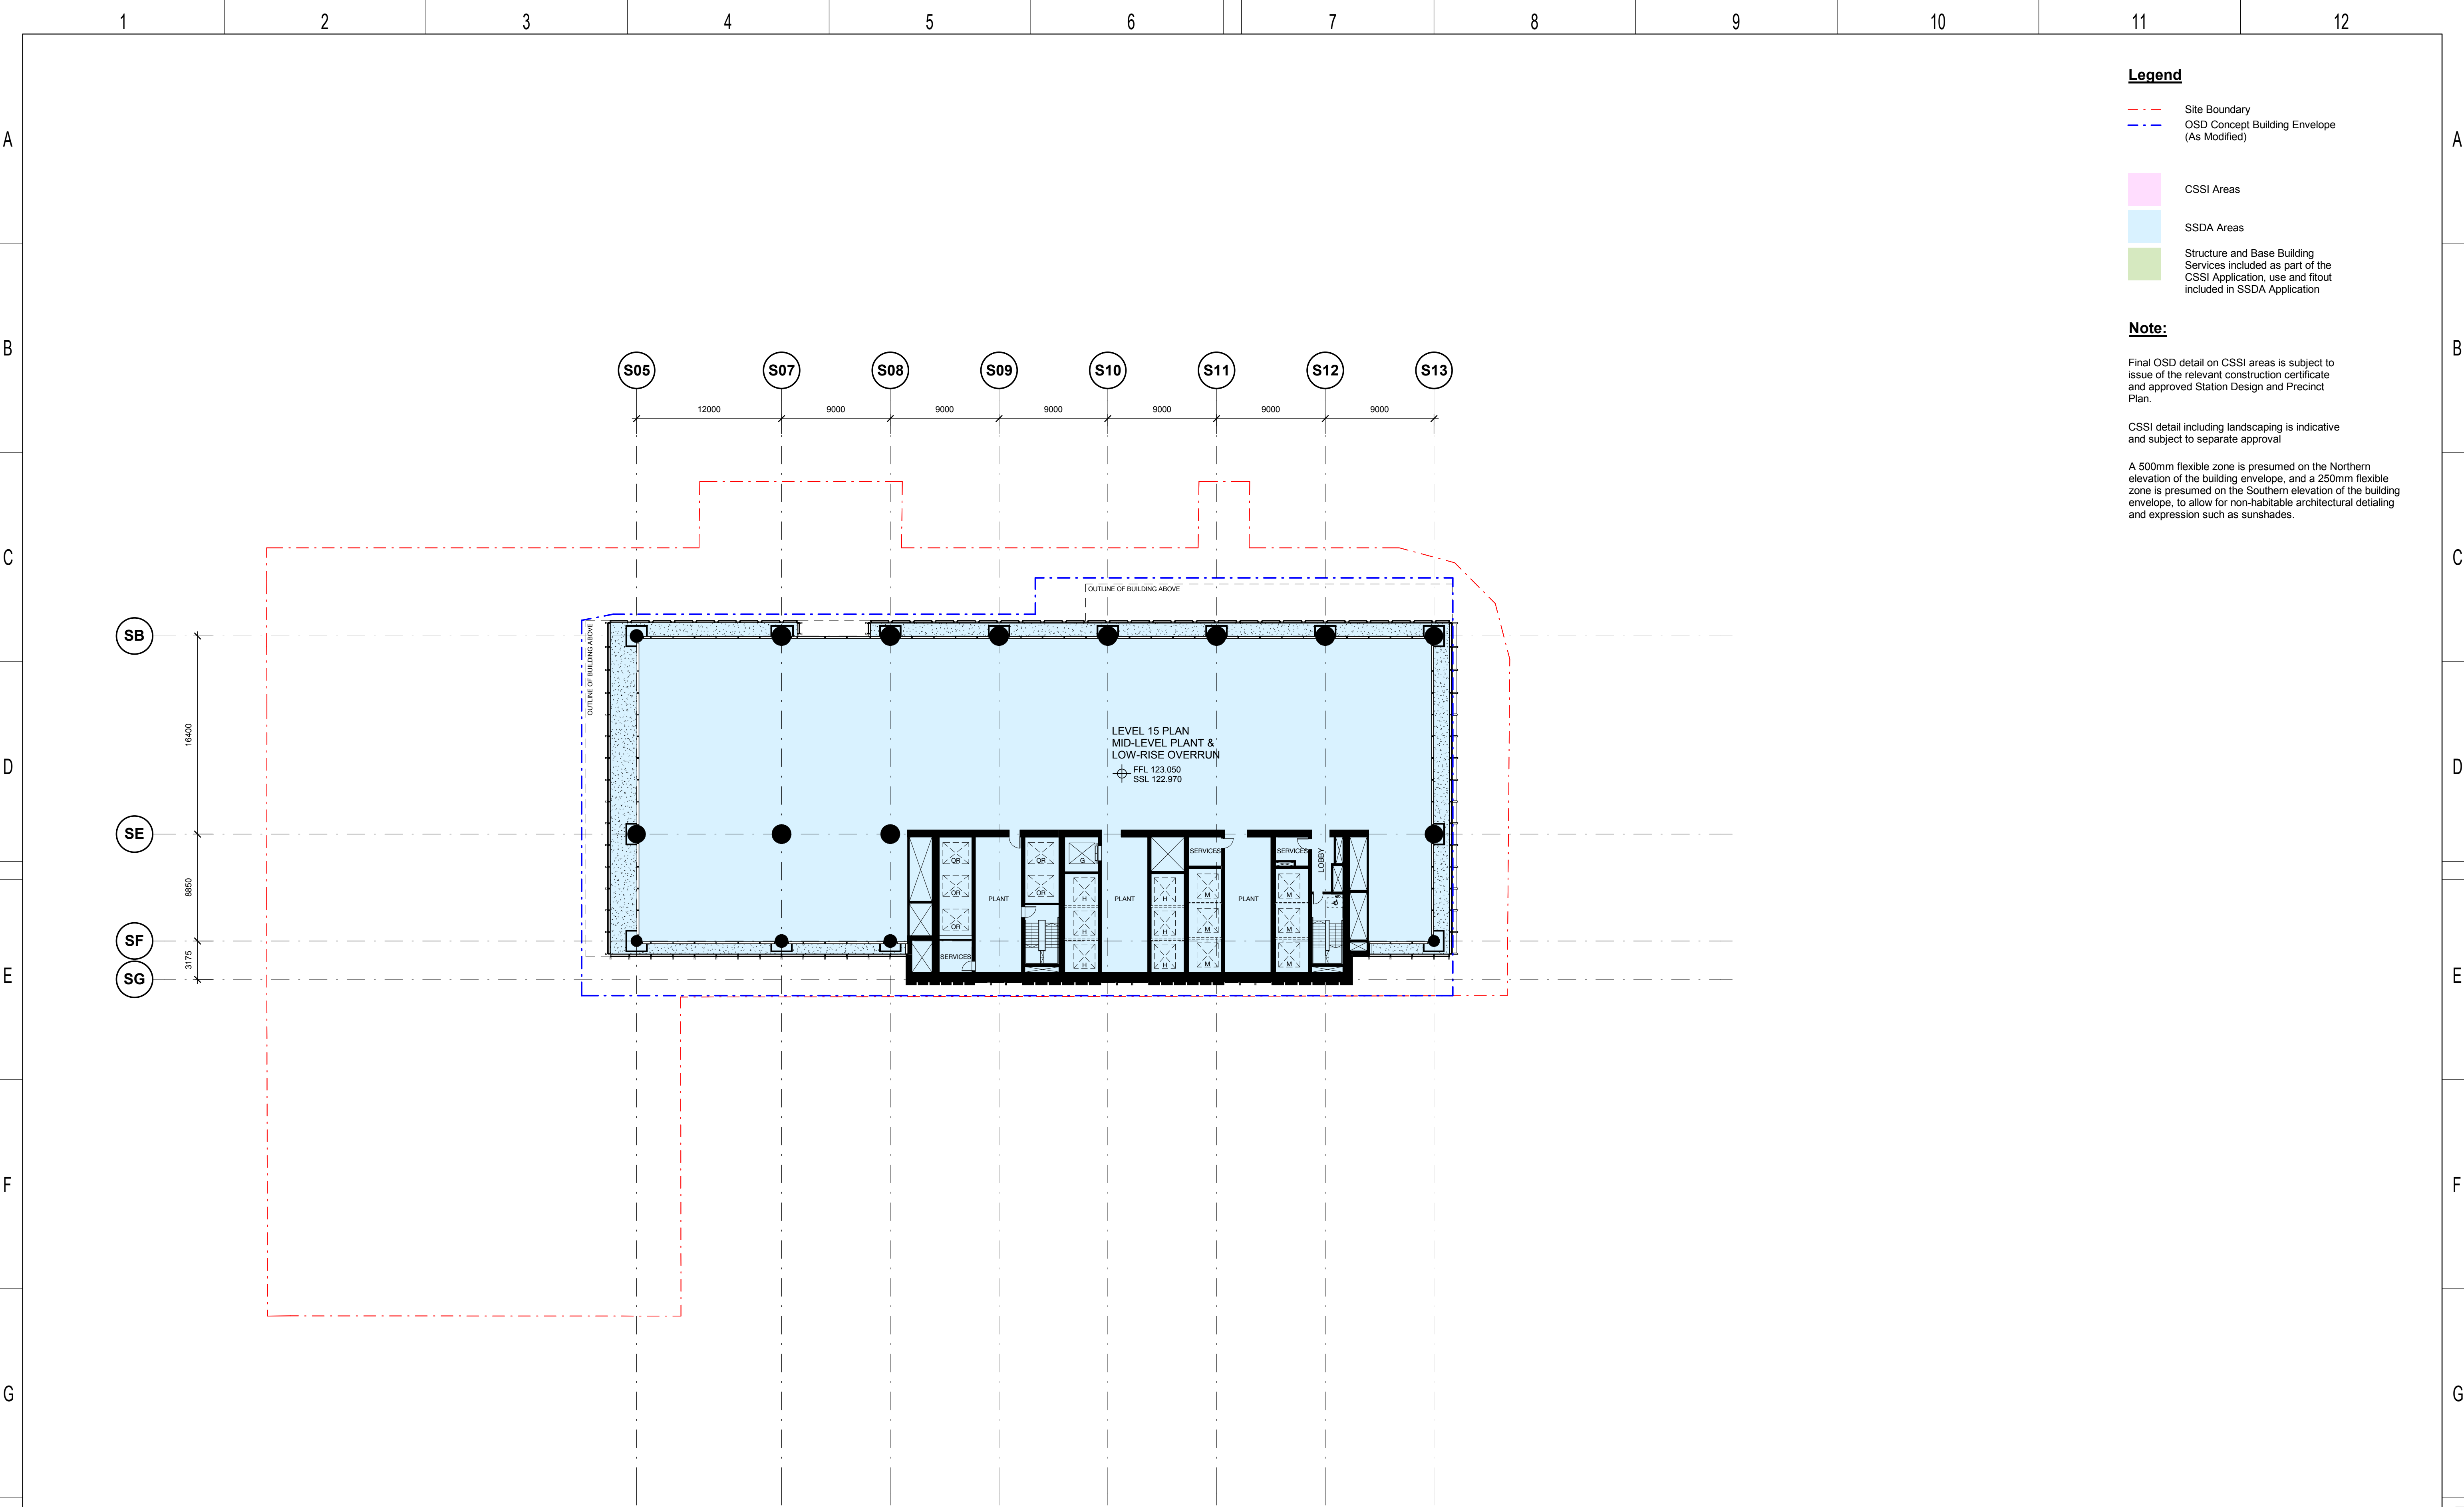 1 2 3 4 5 6 7 8 9 10 11 12
Legend
Site Boundary
OSD Concept Building Envelope
(As Modified)
CSSI Areas
SSDA Areas
Structure and Base Building
Services included as part of the
CSSI Application, use and fitout
included in SSDA Application
Note:
Final OSD detail on CSSI areas is subject to
issue of the relevant construction certificate
and approved Station Design and Precinct
Plan.
CSSI detail including landscaping is indicative
and subject to separate approval
A 500mm flexible zone is presumed on the Northern
elevation of the building envelope, and a 250mm flexible
zone is presumed on the Southern elevation of the building
envelope, to allow for non-habitable architectural detialing
and expression such as sunshades.
A A
B B
C C
D D
E E
F F
G G
S05 S07 S08 S09 S10 S11 S12 S13
12000 9000 9000 9000 9000 9000 9000
OUTLINE OF BUILDING ABOVE
OUTLINE OF BUILDING ABOVE
SB
16400
SE
8850
SF
3175
SG
LEVEL 15 PLAN
MID-LEVEL PLANT &
LOW-RISE OVERRUN
FFL 123.050
SSL 122.970
SERVICES SERVICES LOBBY
OR OR G
OR OR H H M M
PLANT PLANT PLANT
OR H H M M
SERVICES H H M M